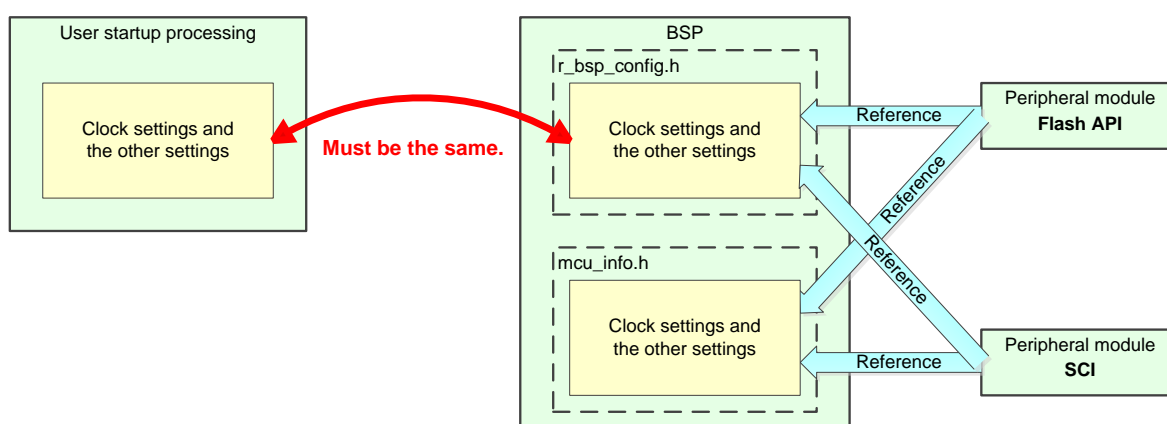 User startup processing
Clock settings and
the other settings
Must be the same.
BSP
r_bsp_config.h
Clock settings and
the other settings
mcu_info.h
Clock settings and
the other settings
Reference
Reference
Reference
Reference
Peripheral module
Flash API
Peripheral module
SCI